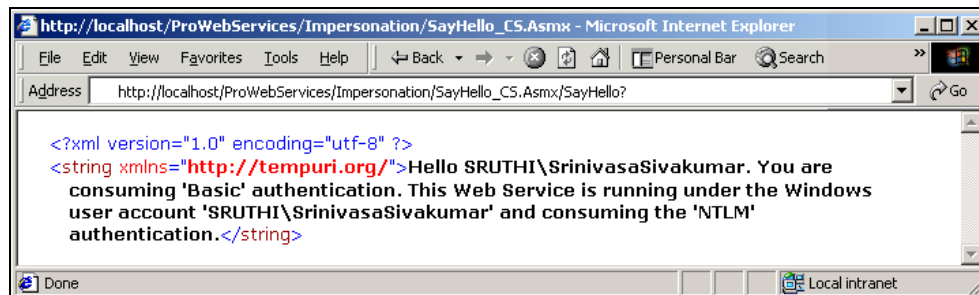 http://localhost/ProWebServices/Impersonation/SayHello_CS.Asmx - Microsoft Internet Explorer
File Edit View Favorites Tools Help Back Personal Bar Search »
Address http://localhost/ProWebServices/Impersonation/SayHello_CS.Asmx/SayHello? Go
<?xml version="1.0" encoding="utf-8" ?>
<string xmlns="http://tempuri.org/">Hello SRUTHI\SrinivasaSivakumar. You are
consuming 'Basic' authentication. This Web Service is running under the Windows
user account 'SRUTHI\SrinivasaSivakumar' and consuming the 'NTLM'
authentication.</string>
Done Local intranet